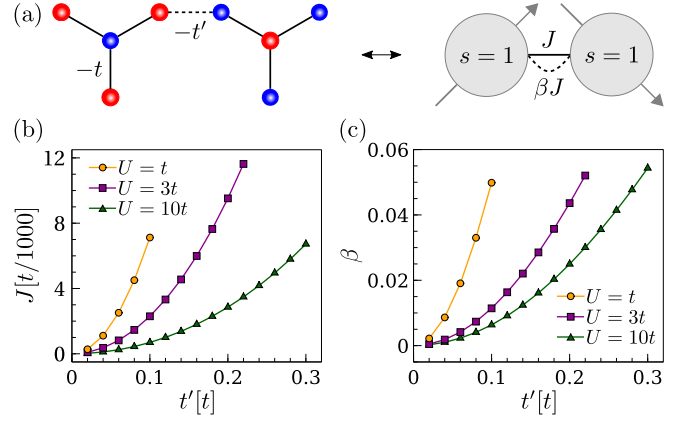 (a)
−t′
−t
s = 1
J
s = 1
βJ
(b)
(c)
J[t/1000]
12
8
4
0
U = t
U = 3t
U = 10t
0
0.1
0.2
0.3
t′[t]
β
0.06
0.04
0.02
0
U = t
U = 3t
U = 10t
0
0.1
0.2
0.3
t′[t]